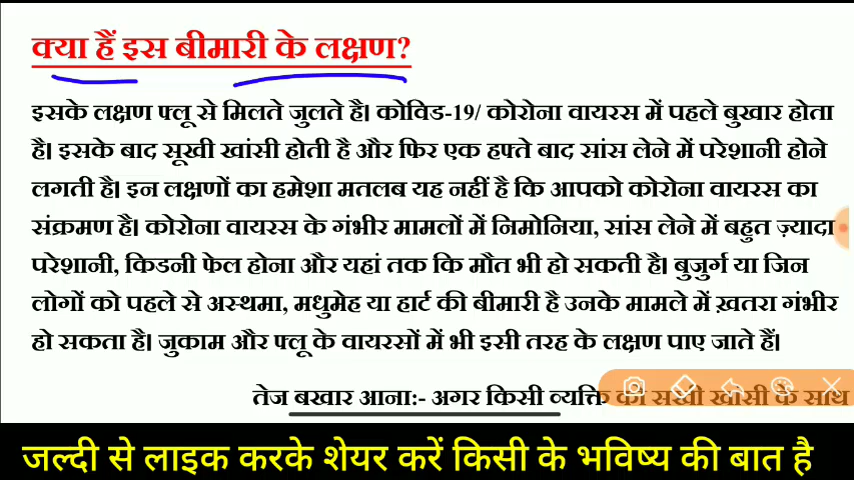 क्या हैं इस बीमारी के लक्षण?
इसके लक्षण फ्लू से मिलते जुलते है। कोविड-19/ कोरोना वायरस में पहले बुखार होता
है। इसके बाद सूखी खांसी होती है और फिर एक हफ्ते बाद सांस लेने में परेशानी होने
लगती है। इन लक्षणों का हमेशा मतलब यह नहीं है कि आपको कोरोना वायरस का
संक्रमण है। कोरोना वायरस के गंभीर मामलों में निमोनिया, सांस लेने में बहुत ज़्यादा
परेशानी, किडनी फेल होना और यहां तक कि मौत भी हो सकती है। बुजुर्ग या जिन
लोगों को पहले से अस्थमा, मधुमेह या हार्ट की बीमारी है उनके मामले में ख़तरा गंभीर
हो सकता है। जुकाम और फ्लू के वायरसों में भी इसी तरह के लक्षण पाए जाते हैं।
तेज बखार आना:- अगर किसी व्यक्ति को सूखी खांसी के साथ
जल्दी से लाइक करके शेयर करें किसी के भविष्य की बात है